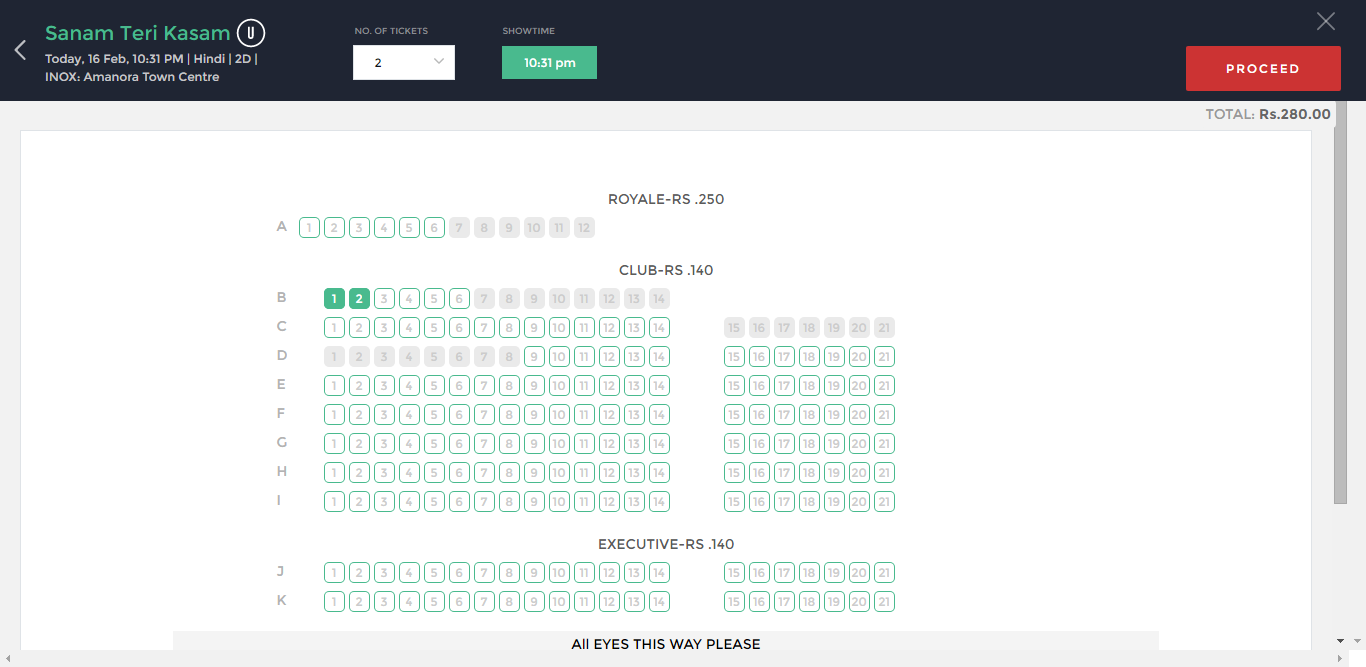 Sanam Teri Kasam U
Today, 16 Feb, 10:31 PM | Hindi | 2D |
INOX: Amanora Town Centre
NO. OF TICKETS
2
SHOWTIME
10:31 pm
PROCEED
TOTAL: Rs.280.00
ROYALE-RS .250
A 1 2 3 4 5 6 7 8 9 10 11 12
CLUB-RS .140
B 1 2 3 4 5 6 7 8 9 10 11 12 13 14
C 1 2 3 4 5 6 7 8 9 10 11 12 13 14 15 16 17 18 19 20 21
D 1 2 3 4 5 6 7 8 9 10 11 12 13 14 15 16 17 18 19 20 21
E 1 2 3 4 5 6 7 8 9 10 11 12 13 14 15 16 17 18 19 20 21
F 1 2 3 4 5 6 7 8 9 10 11 12 13 14 15 16 17 18 19 20 21
G 1 2 3 4 5 6 7 8 9 10 11 12 13 14 15 16 17 18 19 20 21
H 1 2 3 4 5 6 7 8 9 10 11 12 13 14 15 16 17 18 19 20 21
I 1 2 3 4 5 6 7 8 9 10 11 12 13 14 15 16 17 18 19 20 21
EXECUTIVE-RS .140
J 1 2 3 4 5 6 7 8 9 10 11 12 13 14 15 16 17 18 19 20 21
K 1 2 3 4 5 6 7 8 9 10 11 12 13 14 15 16 17 18 19 20 21
All EYES THIS WAY PLEASE